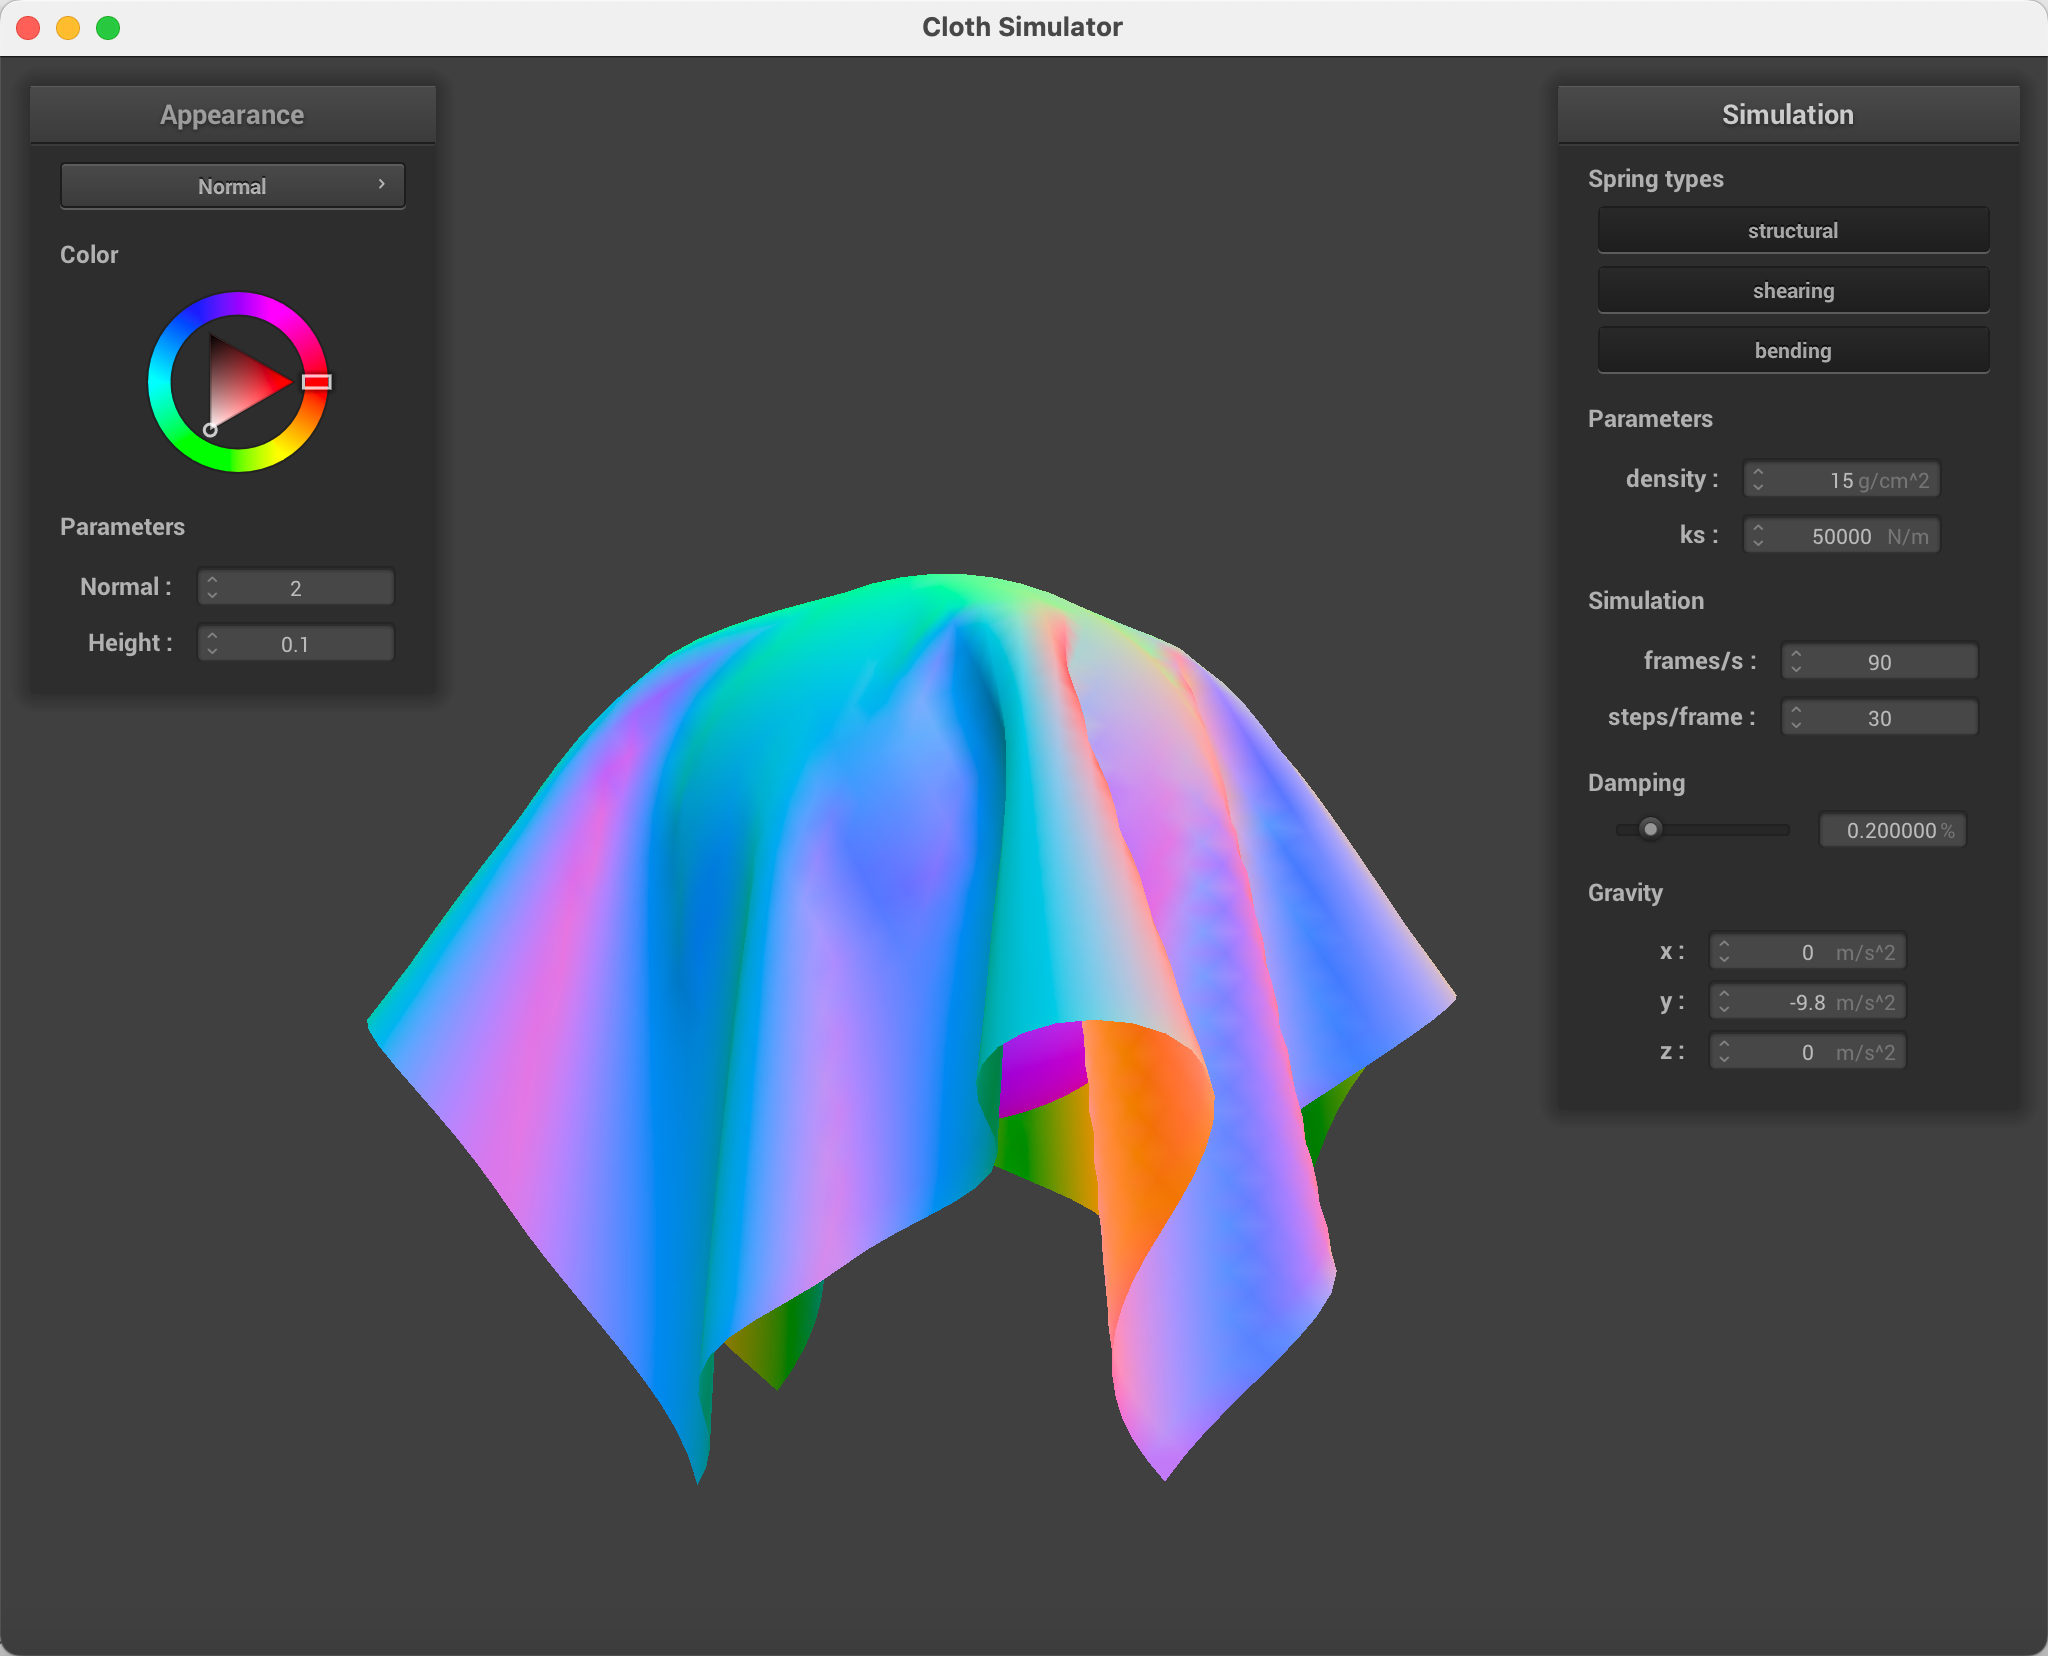 Cloth Simulator
Appearance
Normal
Color
Parameters
Normal : 2
Height : 0.1
Simulation
Spring types
structural
shearing
bending
Parameters
density : 15 g/cm^2
ks : 50000 N/m
Simulation
frames/s : 90
steps/frame : 30
Damping
0.200000 %
Gravity
x : 0 m/s^2
y : -9.8 m/s^2
z : 0 m/s^2